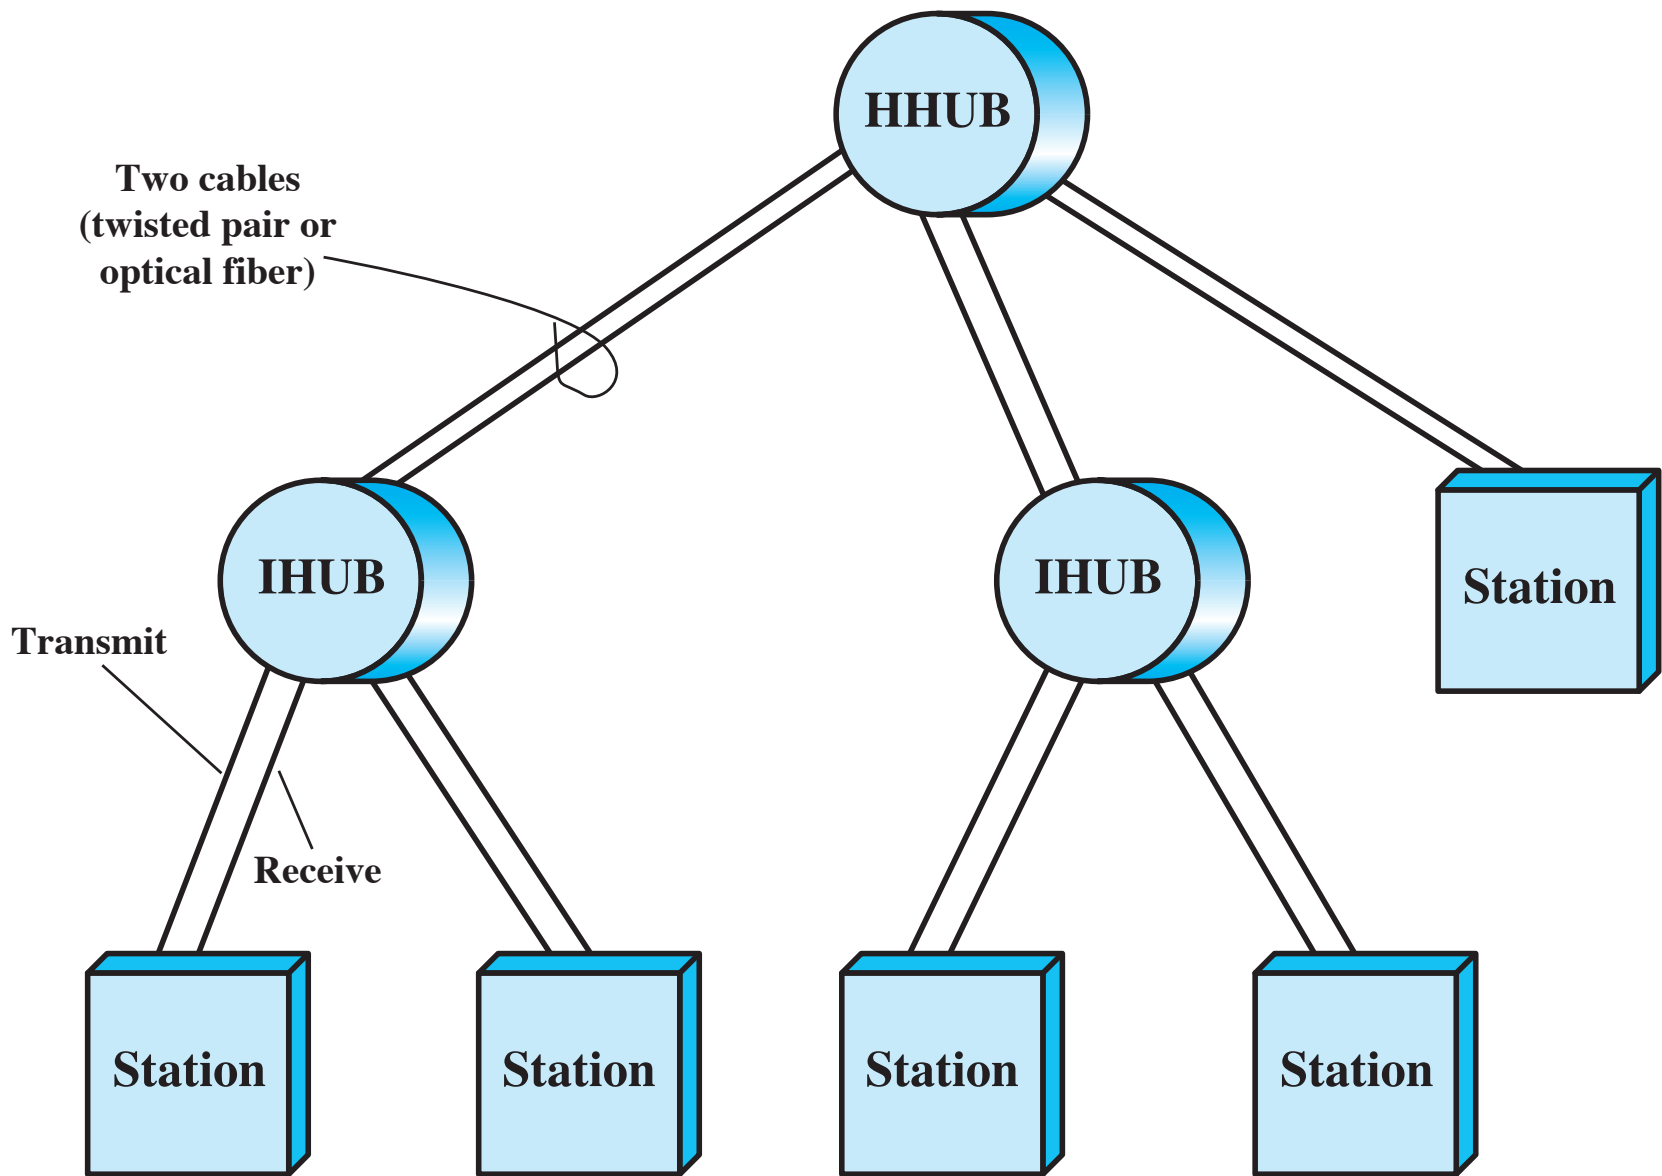 HHUB
Two cables
(twisted pair or
optical fiber)
IHUB
IHUB
Station
Transmit
Receive
Station
Station
Station
Station